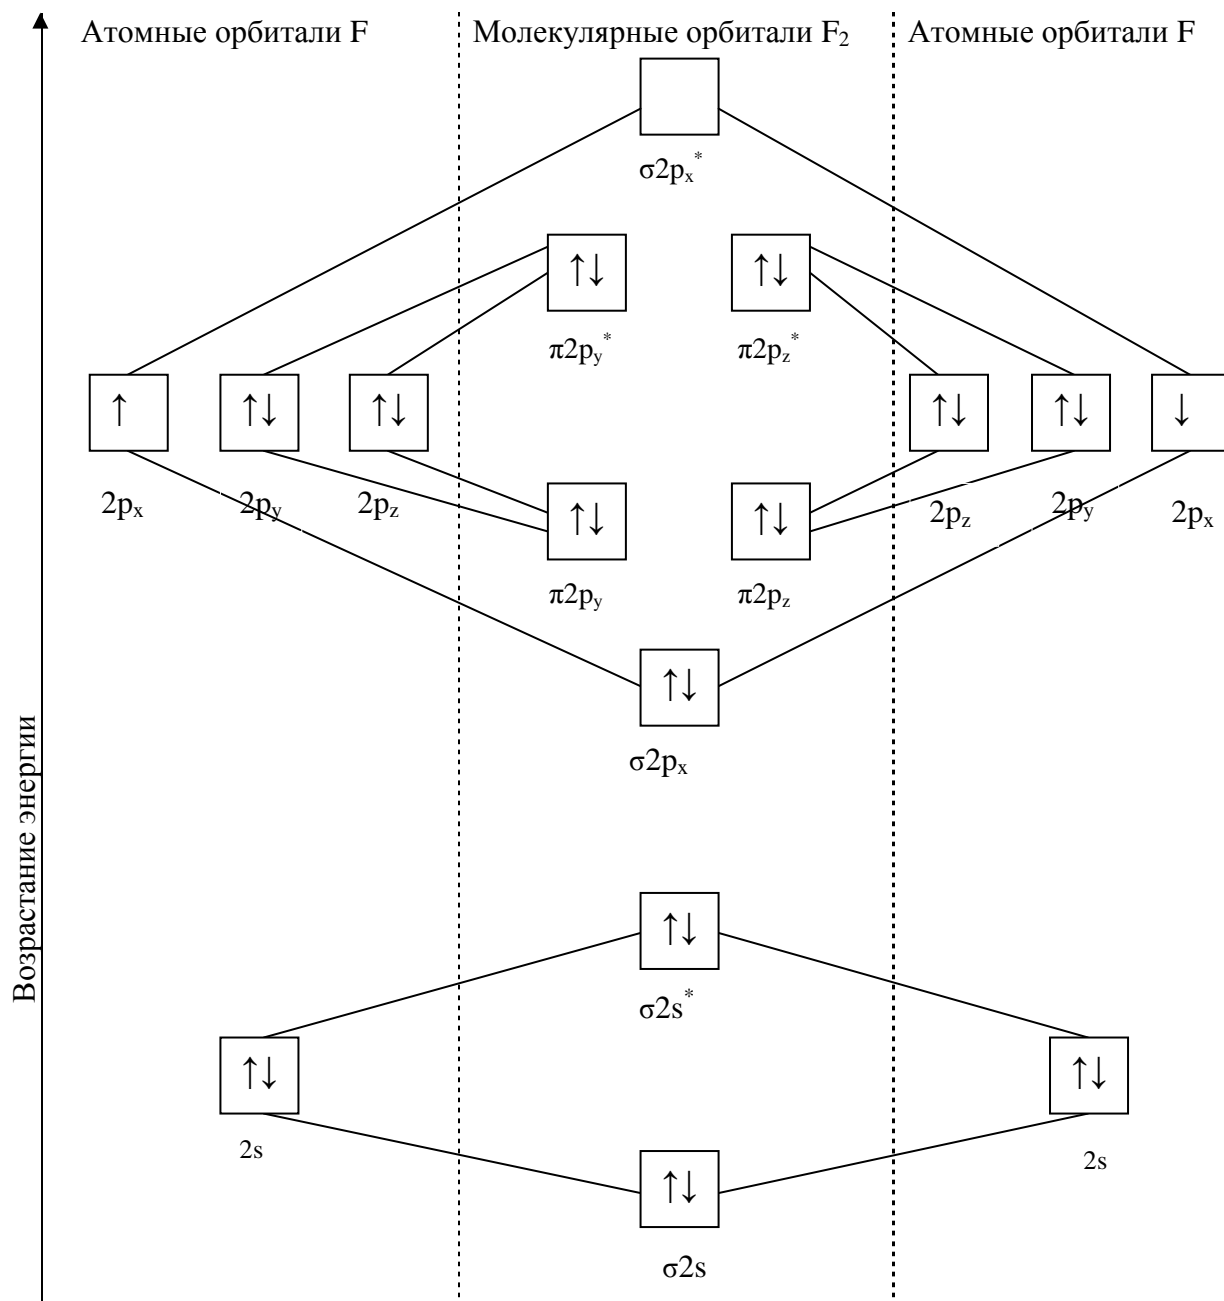 Атомные орбитали F
Молекулярные орбитали F₂
Атомные орбитали F
σ2pₓ*
↑↓ ↑↓
π2p_y* π2p_z*
↑ ↑↓ ↑↓ ↑↓ ↑↓ ↓
2pₓ 2p_y 2p_z 2p_z 2p_y 2pₓ
↑↓ ↑↓
π2p_y π2p_z
↑↓
σ2pₓ
Возрастание энергии
↑↓
σ2s*
↑↓ ↑↓
2s 2s
↑↓
σ2s